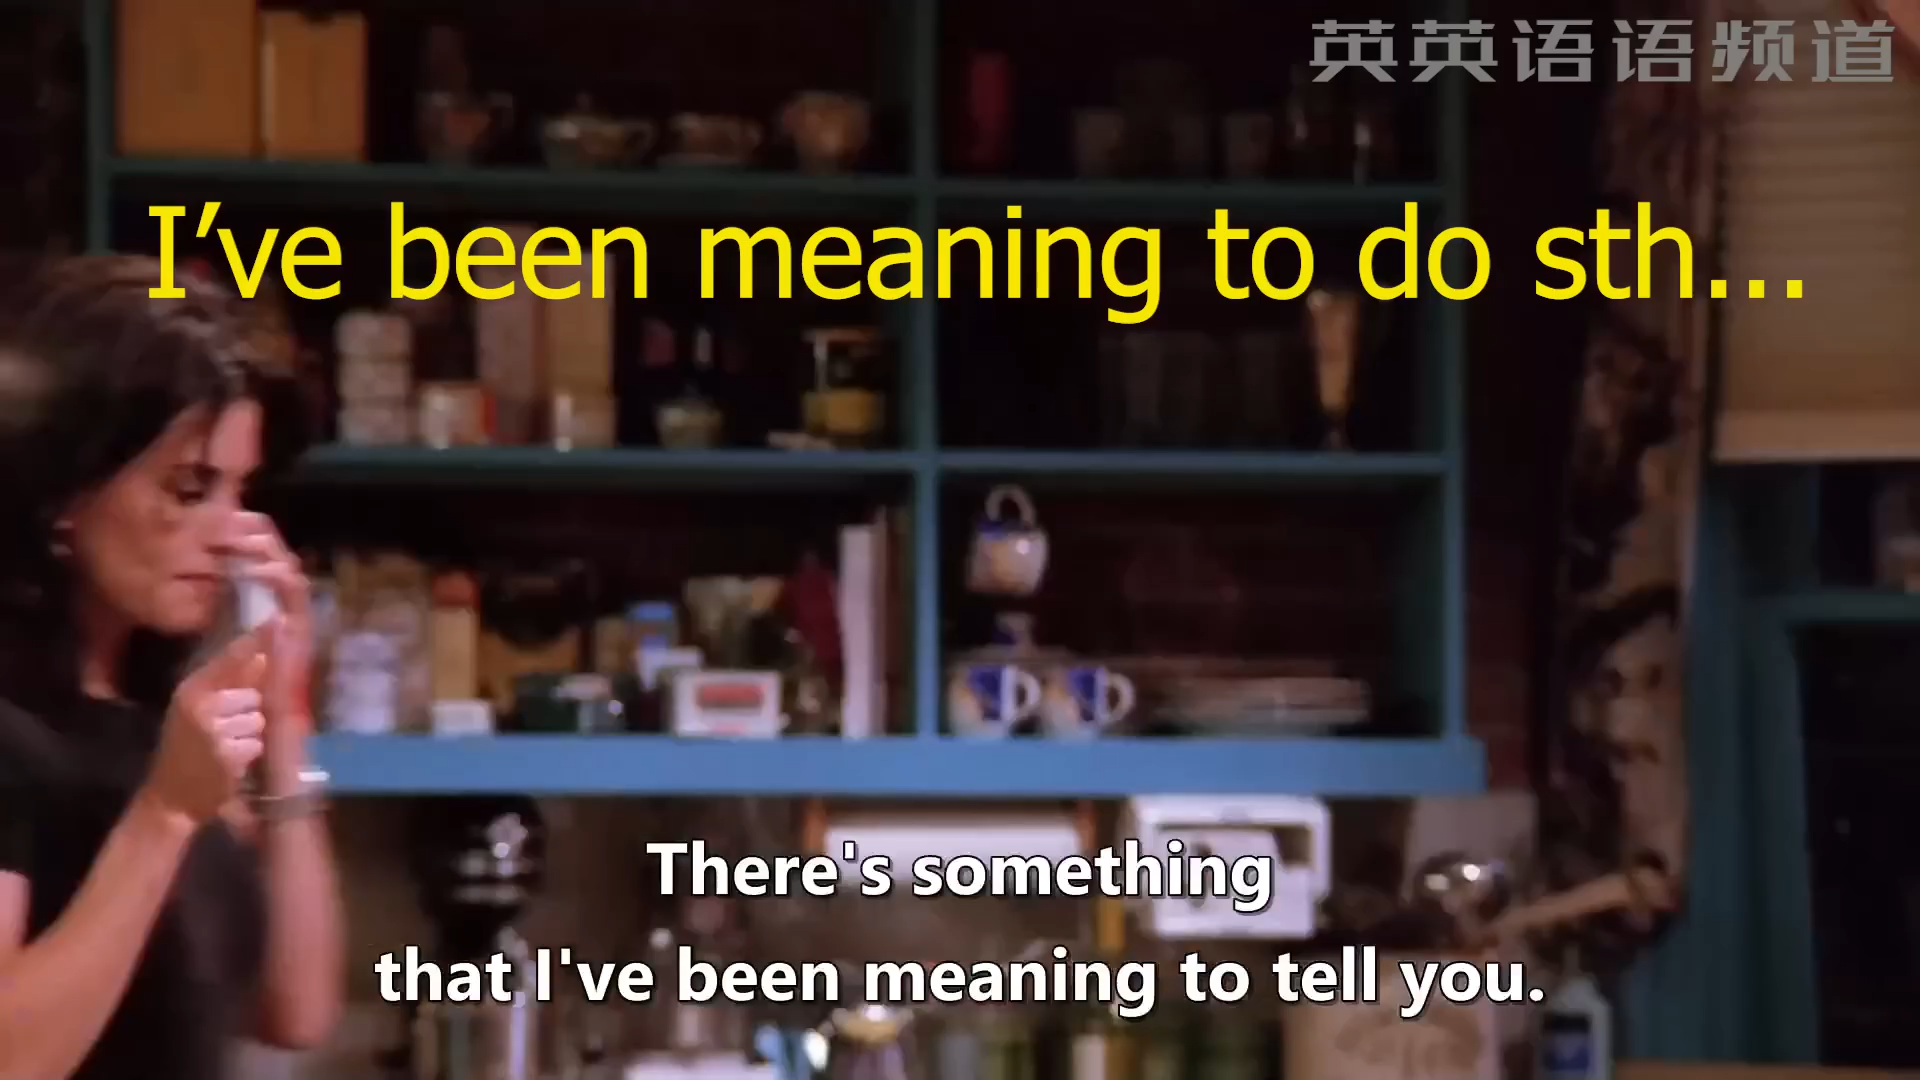 英英语语频道
I’ve been meaning to do sth...
There's something
that I've been meaning to tell you.